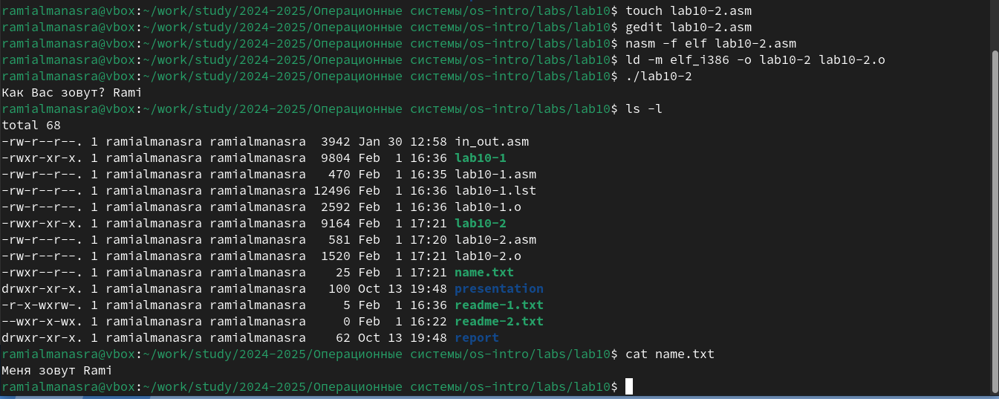 ramialmanasra@vbox:~/work/study/2024-2025/Операционные системы/os-intro/labs/lab10$ touch lab10-2.asm
ramialmanasra@vbox:~/work/study/2024-2025/Операционные системы/os-intro/labs/lab10$ gedit lab10-2.asm
ramialmanasra@vbox:~/work/study/2024-2025/Операционные системы/os-intro/labs/lab10$ nasm -f elf lab10-2.asm
ramialmanasra@vbox:~/work/study/2024-2025/Операционные системы/os-intro/labs/lab10$ ld -m elf_i386 -o lab10-2 lab10-2.o
ramialmanasra@vbox:~/work/study/2024-2025/Операционные системы/os-intro/labs/lab10$ ./lab10-2
Как Вас зовут? Rami
ramialmanasra@vbox:~/work/study/2024-2025/Операционные системы/os-intro/labs/lab10$ ls -l
total 68
-rw-r--r--. 1 ramialmanasra ramialmanasra  3942 Jan 30 12:58 in_out.asm
-rwxr-xr-x. 1 ramialmanasra ramialmanasra  9804 Feb  1 16:36 lab10-1
-rw-r--r--. 1 ramialmanasra ramialmanasra   470 Feb  1 16:35 lab10-1.asm
-rw-r--r--. 1 ramialmanasra ramialmanasra 12496 Feb  1 16:36 lab10-1.lst
-rw-r--r--. 1 ramialmanasra ramialmanasra  2592 Feb  1 16:36 lab10-1.o
-rwxr-xr-x. 1 ramialmanasra ramialmanasra  9164 Feb  1 17:21 lab10-2
-rw-r--r--. 1 ramialmanasra ramialmanasra   581 Feb  1 17:20 lab10-2.asm
-rw-r--r--. 1 ramialmanasra ramialmanasra  1520 Feb  1 17:21 lab10-2.o
-rwxr--r--. 1 ramialmanasra ramialmanasra    25 Feb  1 17:21 name.txt
drwxr-xr-x. 1 ramialmanasra ramialmanasra   100 Oct 13 19:48 presentation
-r-x-wxrw-. 1 ramialmanasra ramialmanasra     5 Feb  1 16:36 readme-1.txt
--wxr-x-wx. 1 ramialmanasra ramialmanasra     0 Feb  1 16:22 readme-2.txt
drwxr-xr-x. 1 ramialmanasra ramialmanasra    62 Oct 13 19:48 report
ramialmanasra@vbox:~/work/study/2024-2025/Операционные системы/os-intro/labs/lab10$ cat name.txt
Меня зовут Rami
ramialmanasra@vbox:~/work/study/2024-2025/Операционные системы/os-intro/labs/lab10$